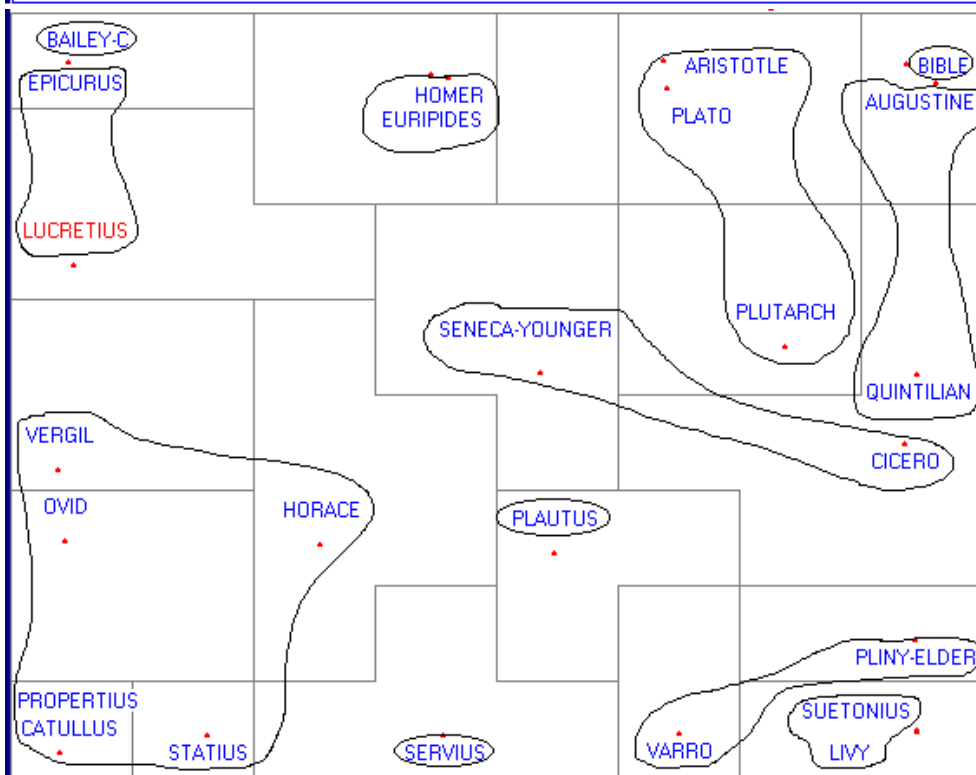 BAILEY-C
EPICURUS
LUCRETIUS
HOMER
EURIPIDES
ARISTOTLE
PLATO
PLUTARCH
BIBLE
AUGUSTINE
QUINTILIAN
SENECA-YOUNGER
CICERO
VERGIL
OVID
HORACE
PLAUTUS
PROPERTIUS
CATULLUS
STATIUS
SERVIUS
VARRO
PLINY-ELDER
SUETONIUS
LIVY